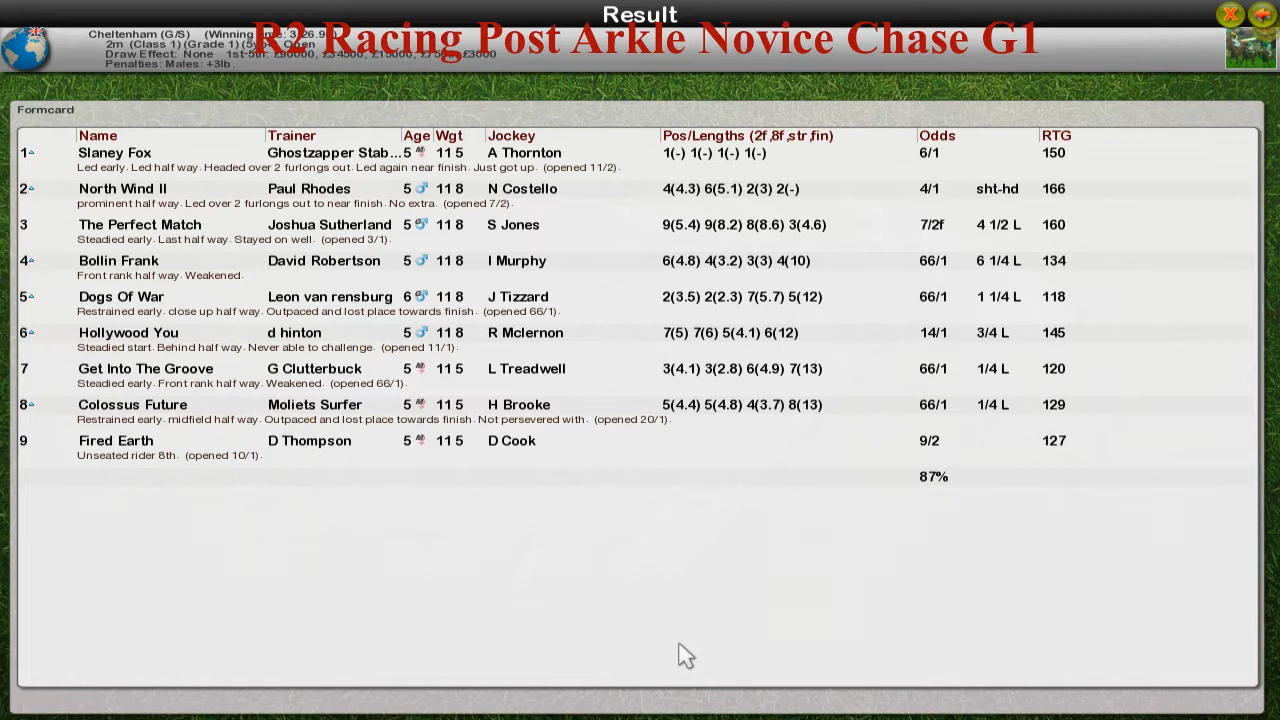 Result
R2 Racing Post Arkle Novice Chase G1
Cheltenham (G/S) (Winning
2m (Class 1) (Grade 1) Open
Draw Effect: None 1st-5th:
Penalties: Males: +3lb.
Formcard
Name Trainer Age Wgt Jockey Pos/Lengths (2f,8f,str,fin) Odds RTG
1 Slaney Fox Ghostzapper Stab... 5 11 5 A Thornton 1(-) 1(-) 1(-) 1(-) 6/1 150
Led early. Led half way. Headed over 2 furlongs out. Led again near finish. Just got up. (opened 11/2).
2 North Wind II Paul Rhodes 5 11 8 N Costello 4(4.3) 6(5.1) 2(3) 2(-) 4/1 sht-hd 166
prominent half way. Led over 2 furlongs out to near finish. No extra. (opened 7/2).
3 The Perfect Match Joshua Sutherland 5 11 8 S Jones 9(5.4) 9(8.2) 8(8.6) 3(4.6) 7/2f 4 1/2 L 160
Steadied early. Last half way. Stayed on well. (opened 3/1).
4 Bollin Frank David Robertson 5 11 8 I Murphy 6(4.8) 4(3.2) 3(3) 4(10) 66/1 6 1/4 L 134
Front rank half way. Weakened.
5 Dogs Of War Leon van rensburg 6 11 8 J Tizzard 2(3.5) 2(2.3) 7(5.7) 5(12) 66/1 1 1/4 L 118
Restrained early. close up half way. Outpaced and lost place towards finish. (opened 66/1).
6 Hollywood You d hinton 5 11 8 R Mclernon 7(5) 7(6) 5(4.1) 6(12) 14/1 3/4 L 145
Steadied start. Behind half way. Never able to challenge. (opened 11/1).
7 Get Into The Groove G Clutterbuck 5 11 5 L Treadwell 3(4.1) 3(2.8) 6(4.9) 7(13) 66/1 1/4 L 120
Steadied early. Front rank half way. Weakened. (opened 66/1).
8 Colossus Future Moliets Surfer 5 11 5 H Brooke 5(4.4) 5(4.8) 4(3.7) 8(13) 66/1 1/4 L 129
Restrained early. midfield half way. Outpaced and lost place towards finish. Not persevered with. (opened 20/1).
9 Fired Earth D Thompson 5 11 5 D Cook 9/2 127
Unseated rider 8th. (opened 10/1).
87%